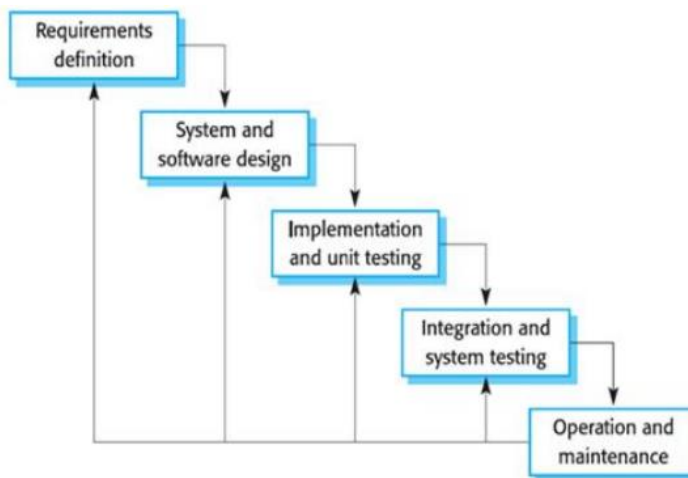 Requirements
definition
System and
software design
Implementation
and unit testing
Integration and
system testing
Operation and
maintenance